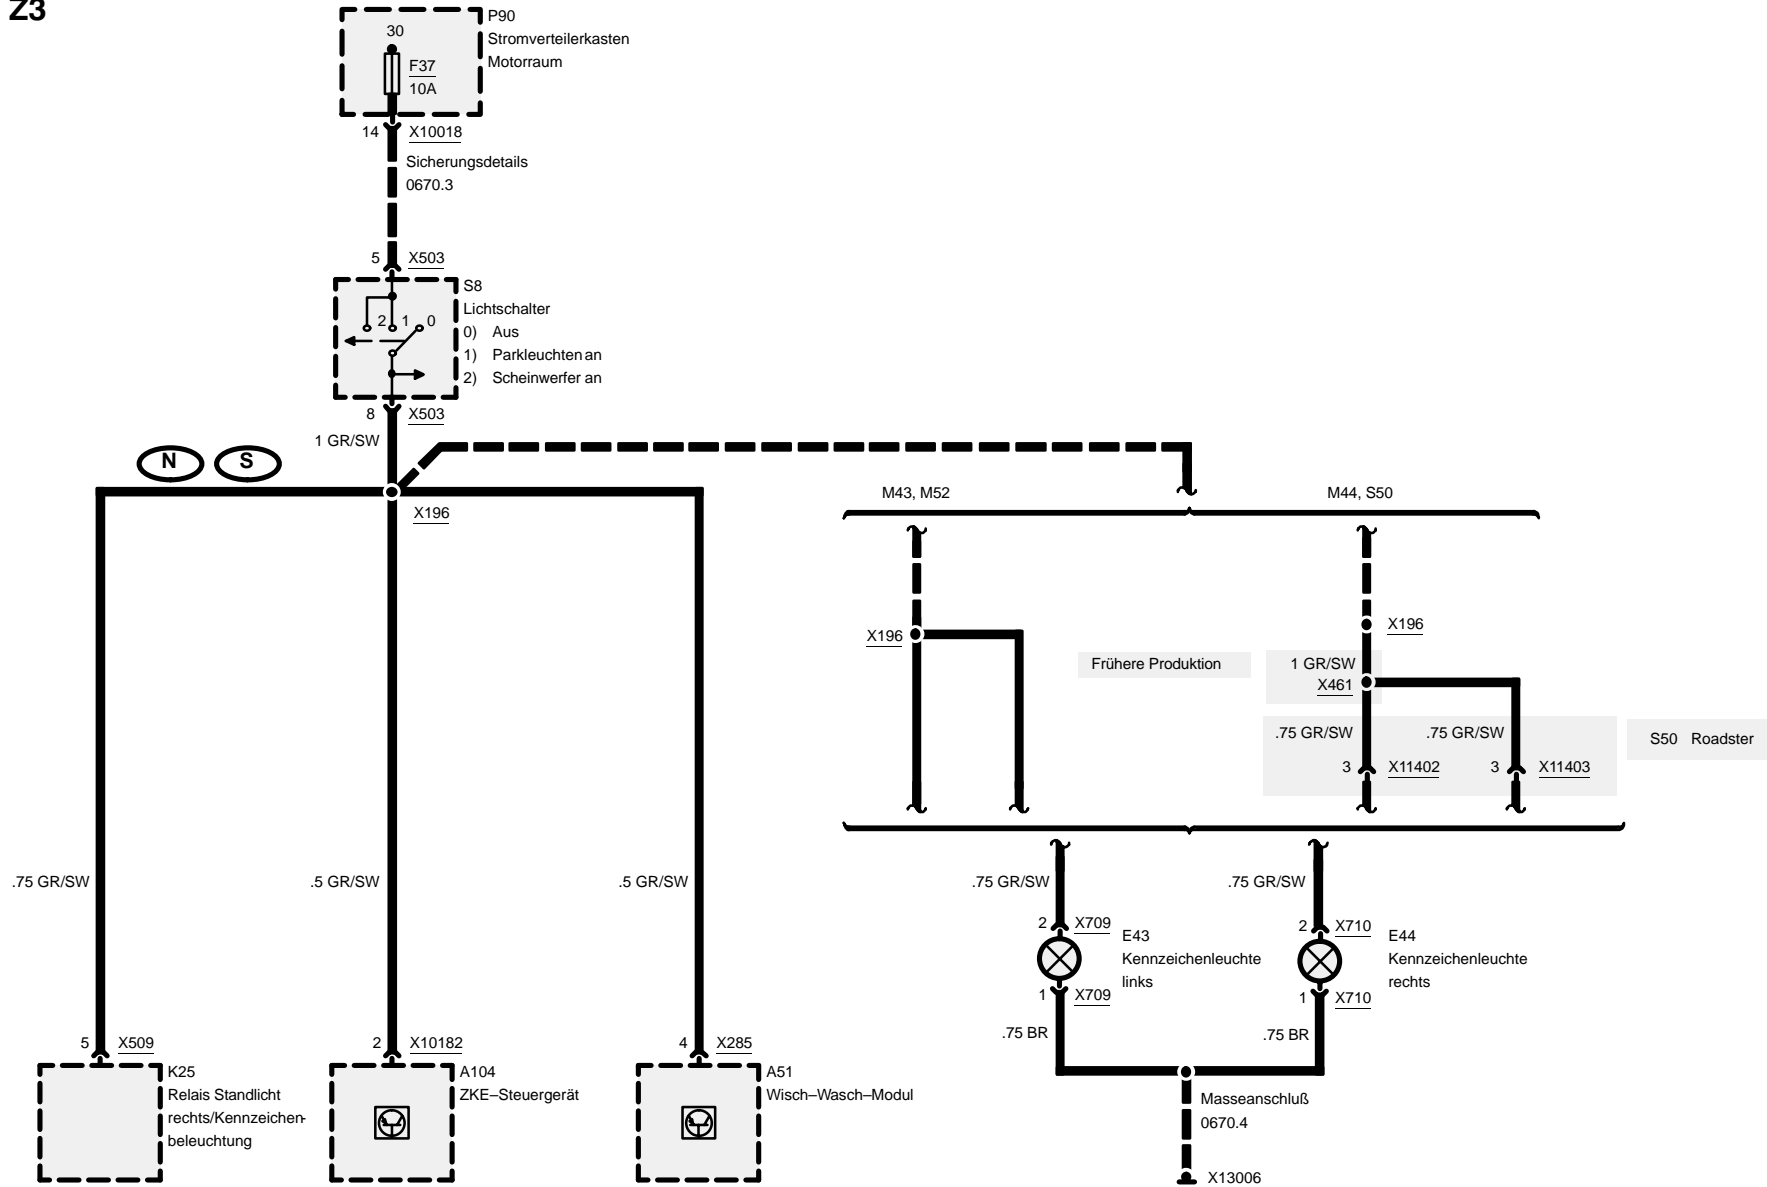 Z3
30
F37
10A
P90
Stromverteilerkasten
Motorraum
14 X10018
Sicherungsdetails
0670.3
5 X503
2 1 0
S8
Lichtschalter
0) Aus
1) Parkleuchten an
2) Scheinwerfer an
8 X503
1 GR/SW
N S
X196
M43, M52
M44, S50
X196
X196
Frühere Produktion
1 GR/SW
X461
.75 GR/SW
.75 GR/SW
S50 Roadster
3 X11402
3 X11403
.75 GR/SW
.5 GR/SW
.5 GR/SW
.75 GR/SW
.75 GR/SW
2 X709
E43
Kennzeichenleuchte
links
1 X709
.75 BR
2 X710
E44
Kennzeichenleuchte
rechts
1 X710
.75 BR
5 X509
K25
Relais Standlicht
rechts/Kennzeichen-
beleuchtung
2 X10182
A104
ZKE–Steuergerät
4 X285
A51
Wisch–Wasch–Modul
Masseanschluß
0670.4
X13006